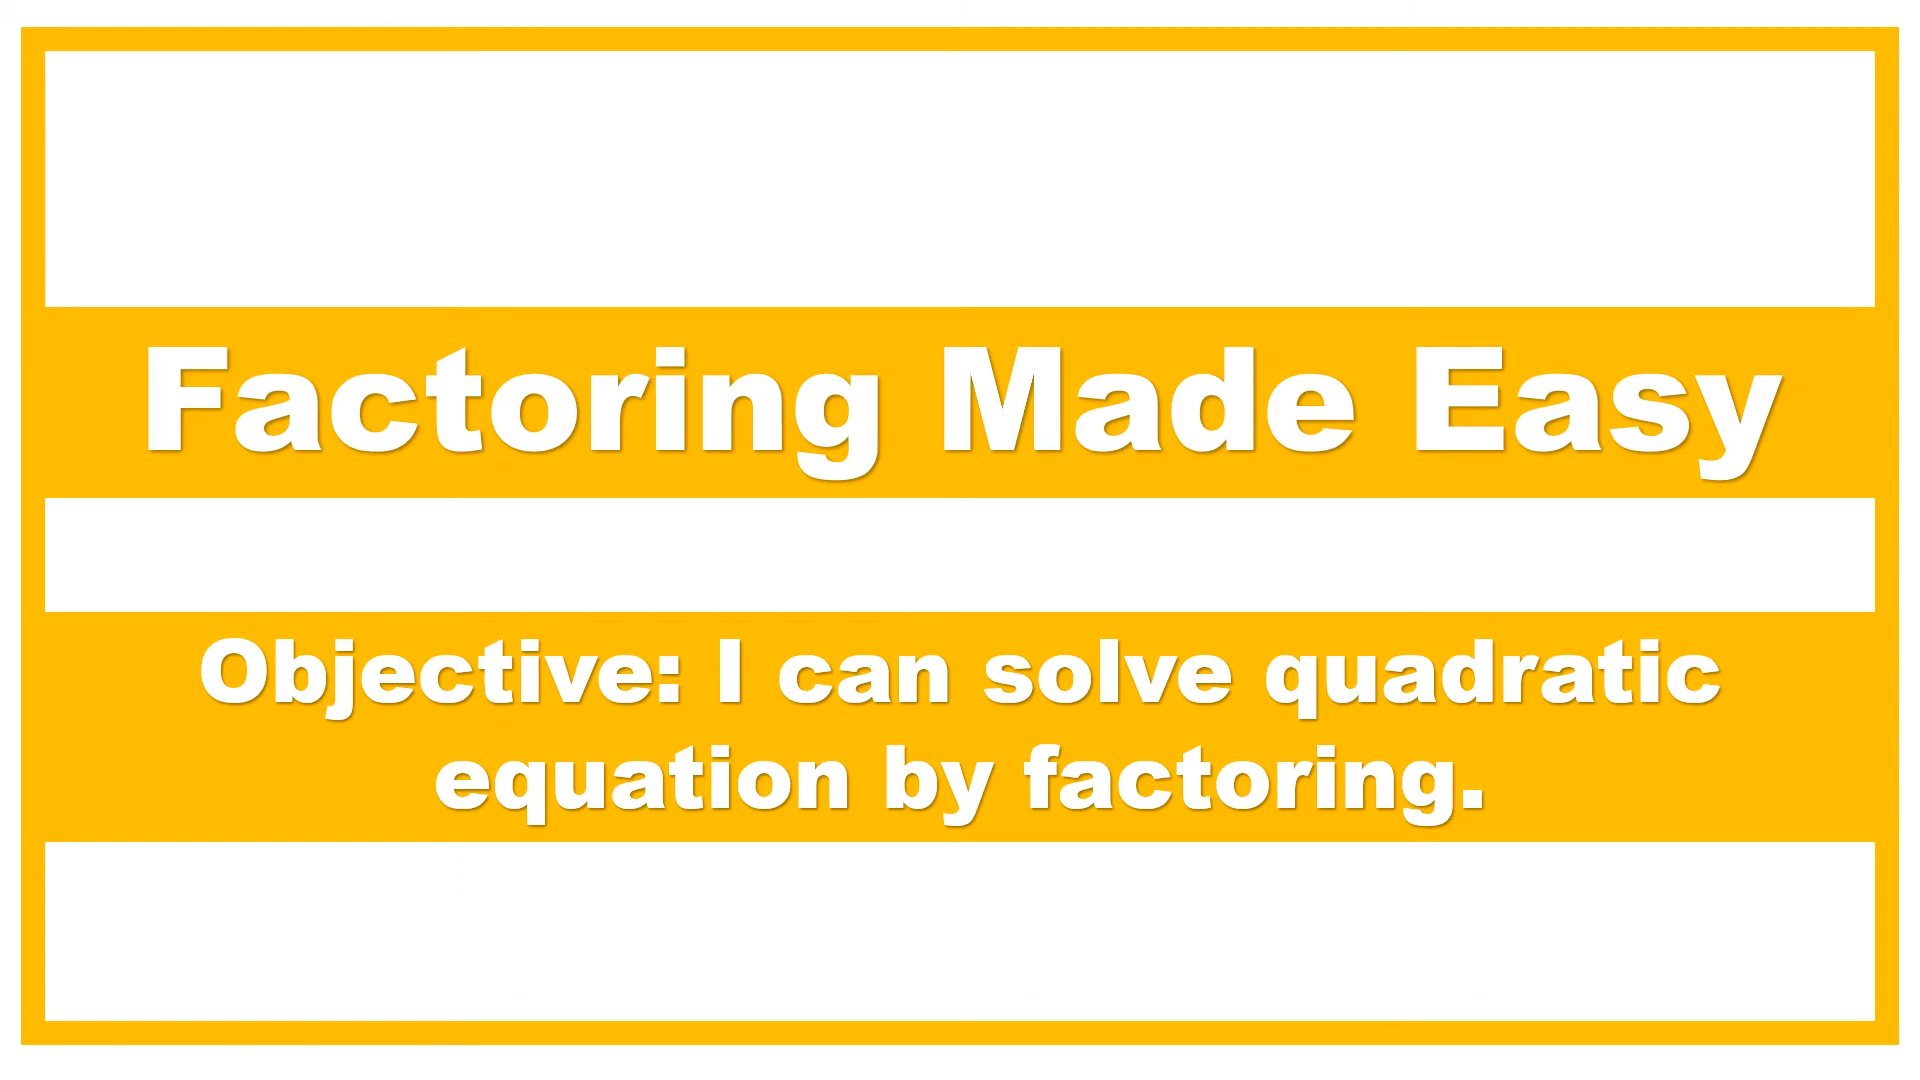 Factoring Made Easy
Objective: I can solve quadratic
equation by factoring.